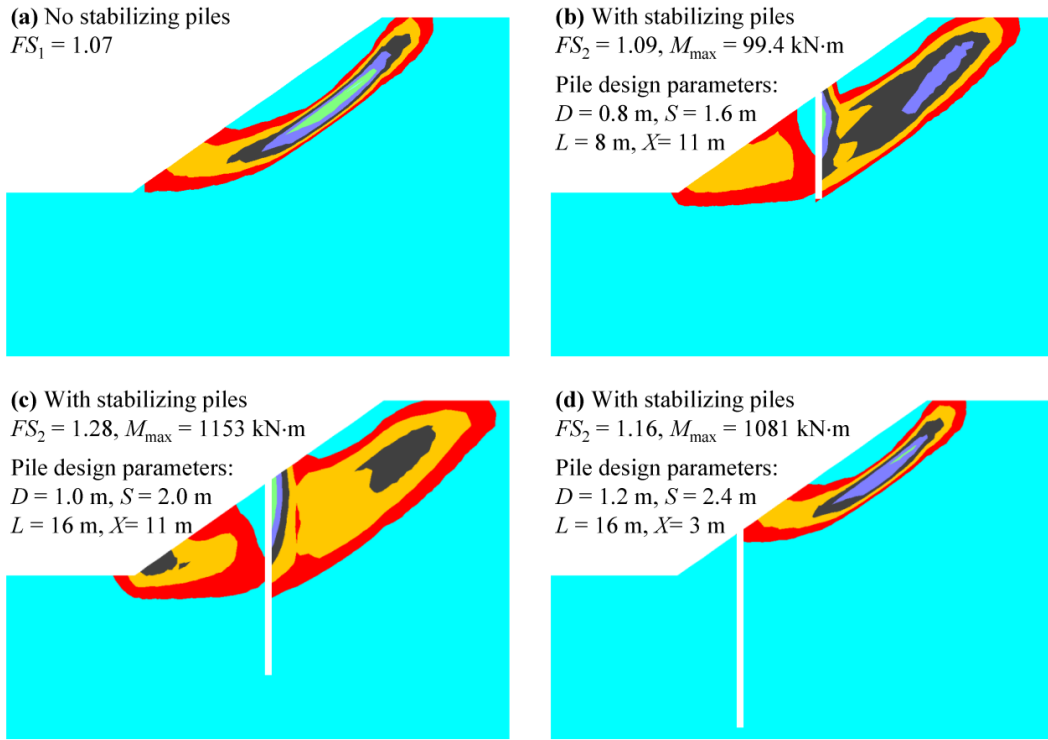 (a) No stabilizing piles
FS₁ = 1.07
(b) With stabilizing piles
FS₂ = 1.09, Mmax = 99.4 kN·m
Pile design parameters:
D = 0.8 m, S = 1.6 m
L = 8 m, X= 11 m
(c) With stabilizing piles
FS₂ = 1.28, Mmax = 1153 kN·m
Pile design parameters:
D = 1.0 m, S = 2.0 m
L = 16 m, X= 11 m
(d) With stabilizing piles
FS₂ = 1.16, Mmax = 1081 kN·m
Pile design parameters:
D = 1.2 m, S = 2.4 m
L = 16 m, X= 3 m